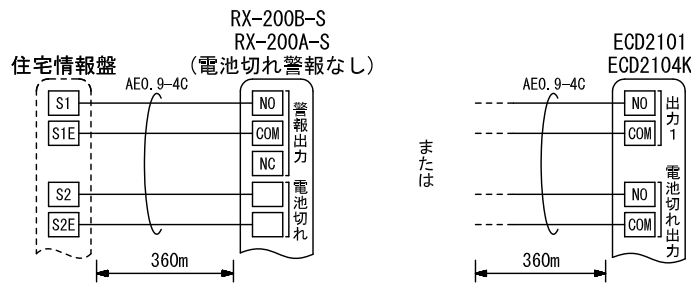 RX-200B-S
RX-200A-S
(電池切れ警報なし)
住宅情報盤
AE0.9-4C
S1
S1E
S2
S2E
NO
COM
NC
警報出力
電池切れ
360m
または
ECD2101
ECD2104K
AE0.9-4C
NO
COM
出力1
NO
COM
電池切れ出力
360m